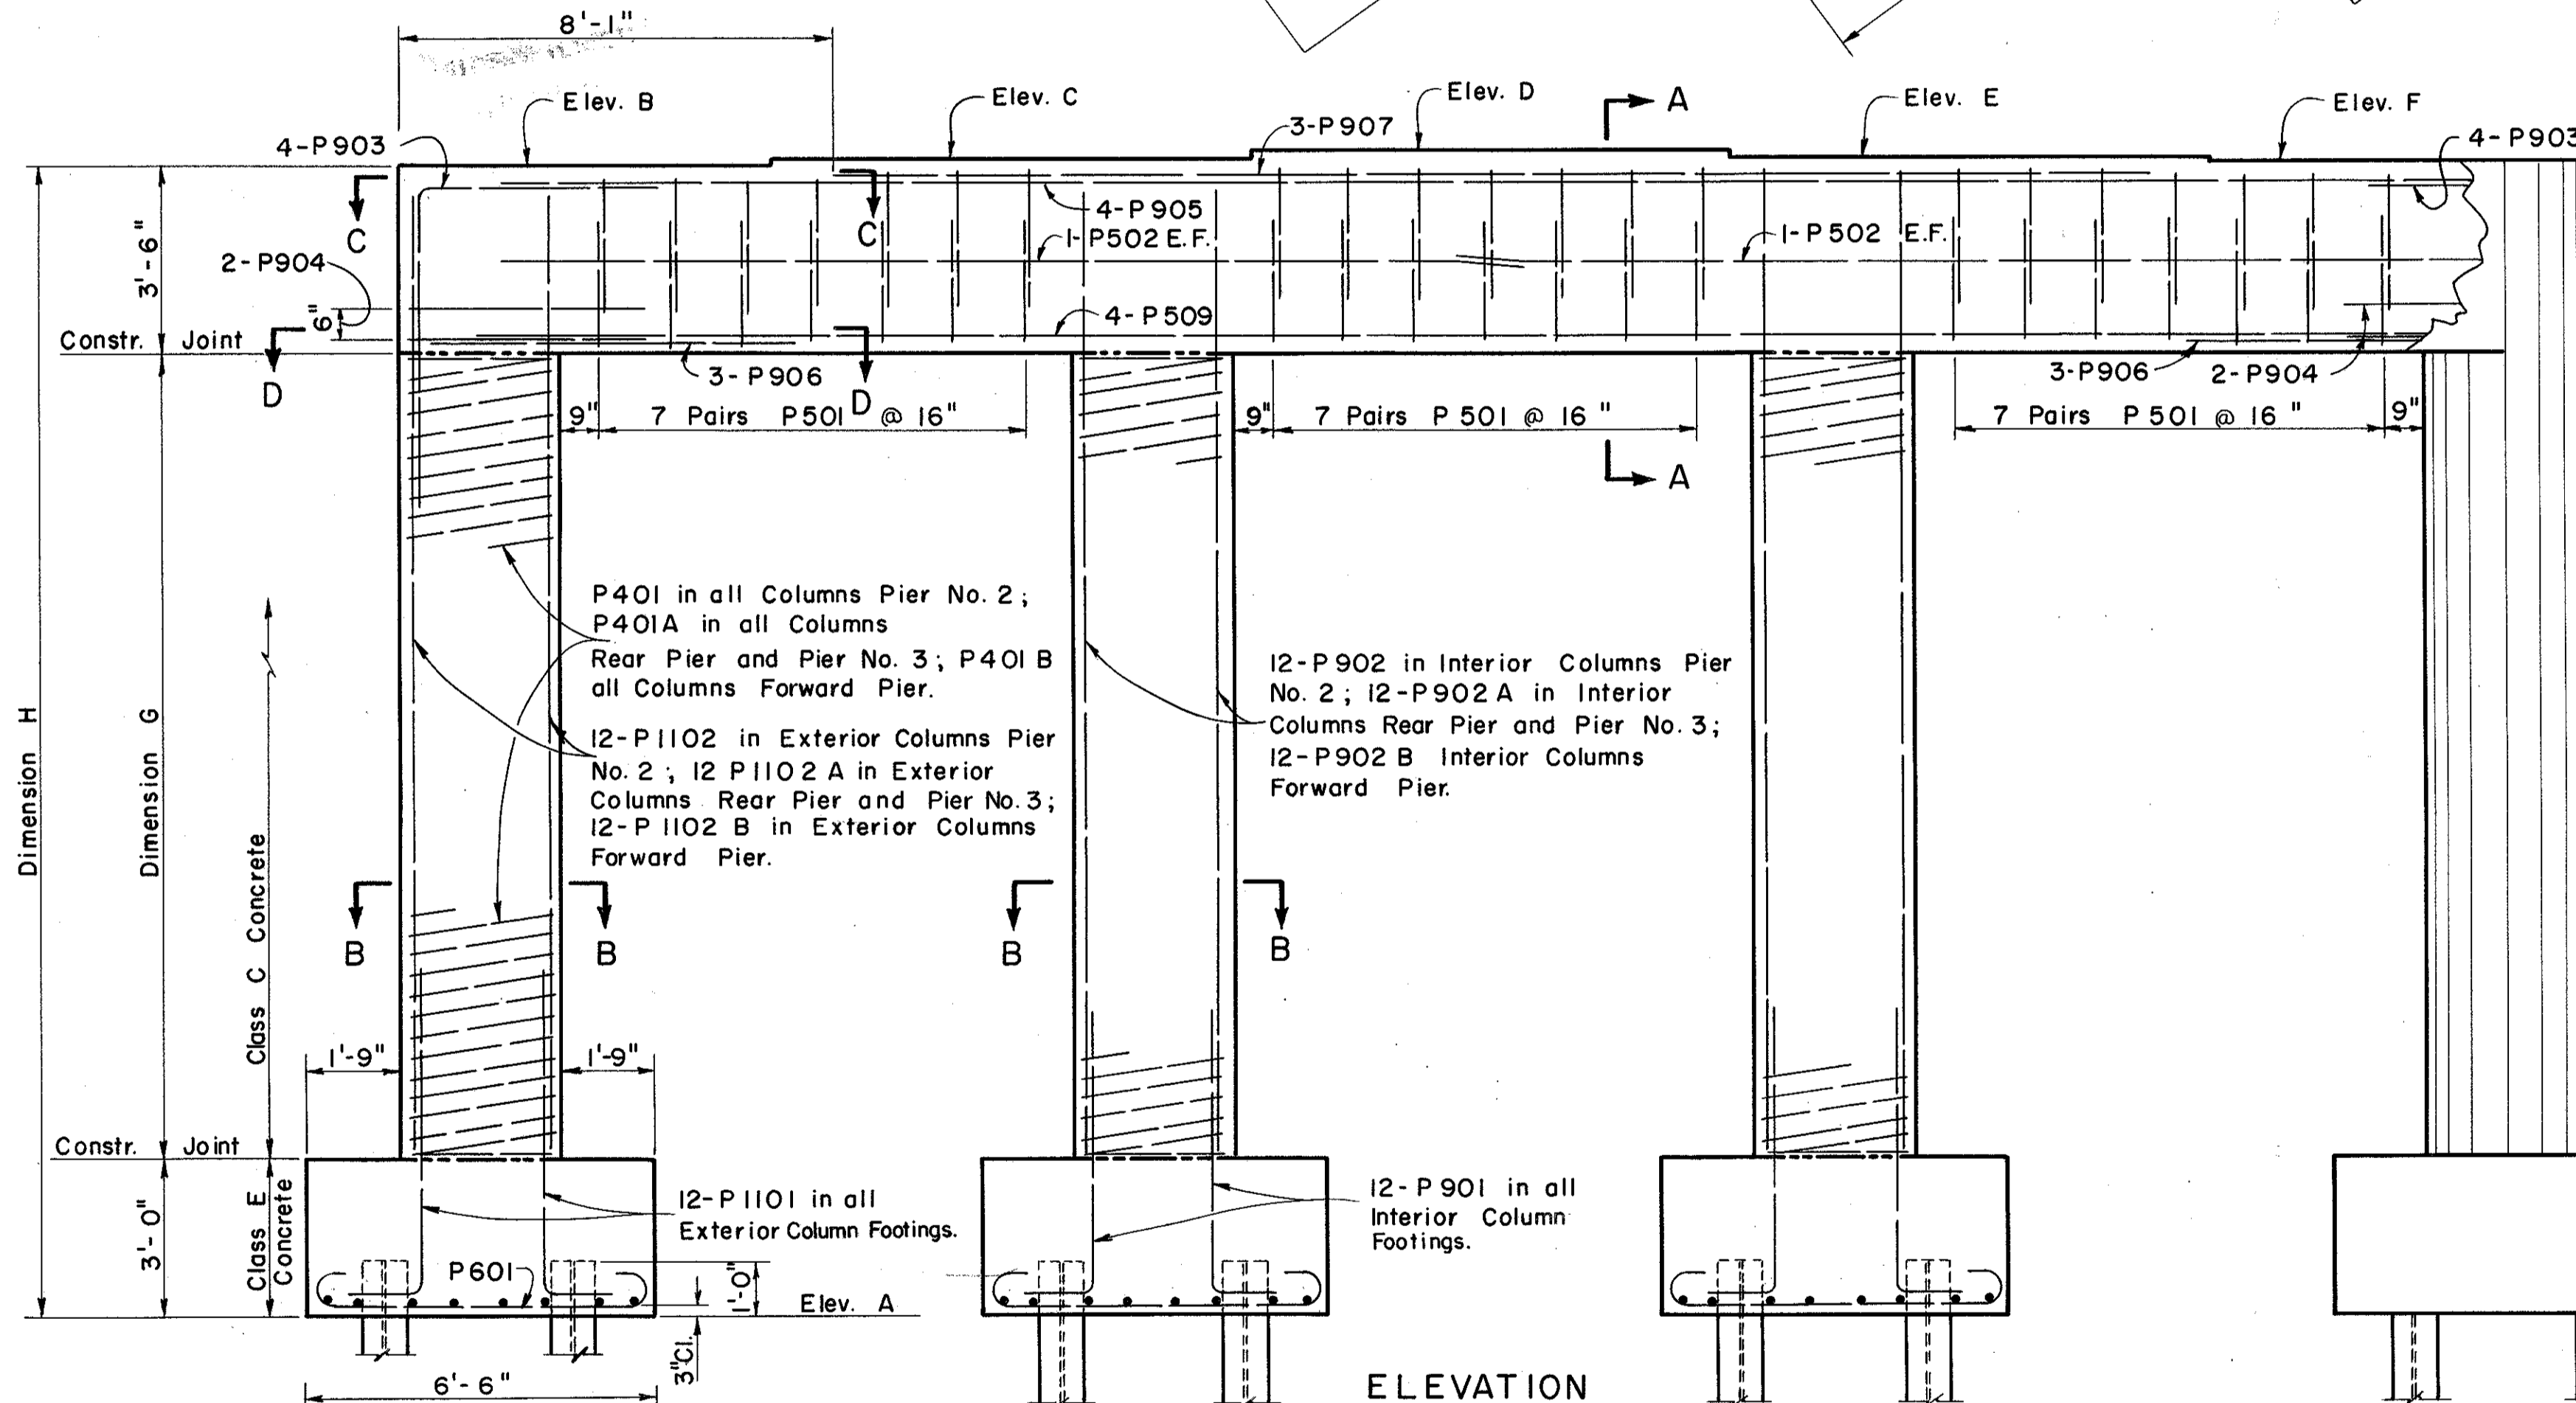 8'-1"
Elev. B
Elev. C
Elev. D
A
Elev. E
Elev. F
4-P903
3-P907
4-P903
C
C
4-P905
1-P502 E.F.
1-P502 E.F.
2-P904
3'-6"
6"
4-P509
Constr. Joint
D
D
3-P906
3-P906
2-P904
9"
7 Pairs P501 @ 16"
9"
7 Pairs P501 @ 16"
7 Pairs P501 @ 16"
9"
A
P401 in all Columns Pier No. 2;
P401A in all Columns
Rear Pier and Pier No. 3; P401 B
all Columns Forward Pier.
12-P902 in Interior Columns Pier
No. 2; 12-P902 A in Interior
Columns Rear Pier and Pier No. 3;
12-P902 B Interior Columns
Forward Pier.
12-P1102 in Exterior Columns Pier
No. 2; 12 P1102 A in Exterior
Columns Rear Pier and Pier No. 3;
12-P1102 B in Exterior Columns
Forward Pier.
Dimension H
Dimension G
Class C Concrete
B
B
B
B
1'-9"
1'-9"
Constr. Joint
3'-0"
Class E
Concrete
12-P1101 in all
Exterior Column Footings.
12-P901 in all
Interior Column
Footings.
P601
1'-0"
Elev. A
3"Cl.
6'-6"
ELEVATION